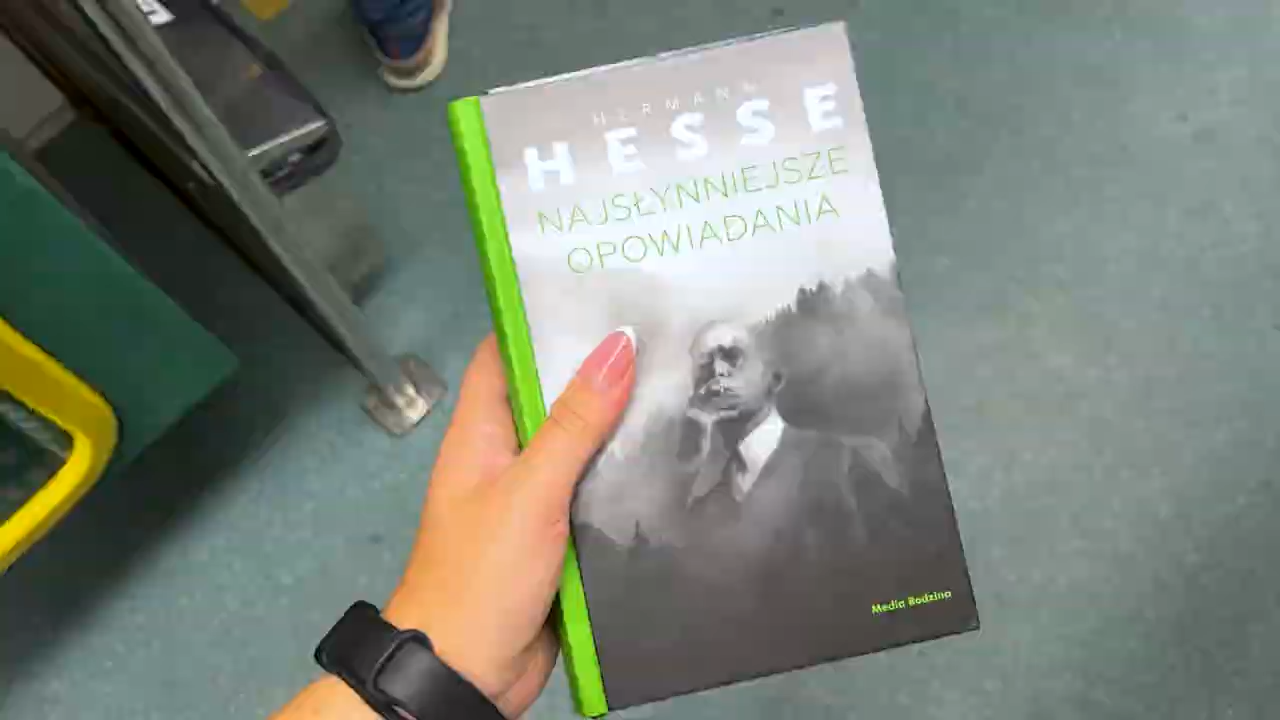 HERMANN
HESSE
NAJSŁYNNIEJSZE
OPOWIADANIA
Media Rodzina